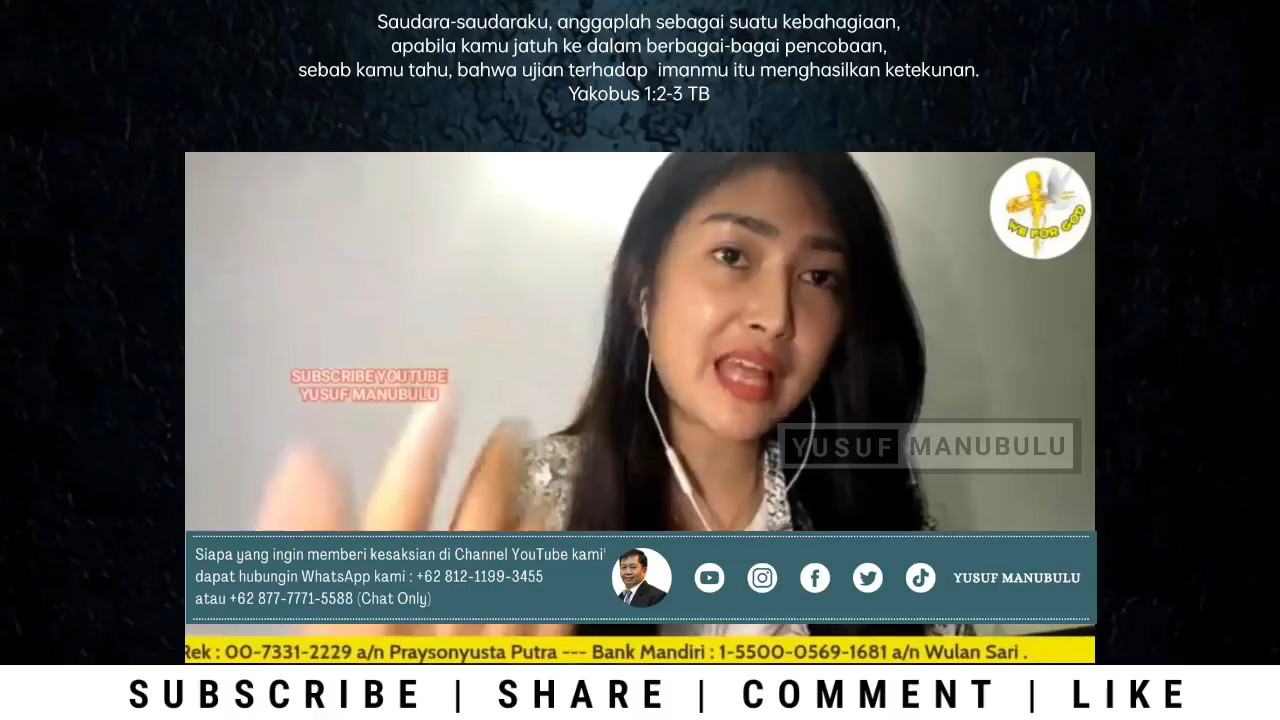 Saudara-saudaraku, anggaplah sebagai suatu kebahagiaan,
apabila kamu jatuh ke dalam berbagai-bagai pencobaan,
sebab kamu tahu, bahwa ujian terhadap imanmu itu menghasilkan ketekunan.
Yakobus 1:2-3 TB
WE FOR GOD
SUBSCRIBE YOUTUBE
YUSUF MANUBULU
YUSUF MANUBULU
Siapa yang ingin memberi kesaksian di Channel YouTube kami'
dapat hubungin WhatsApp kami : +62 812-1199-3455
atau +62 877-7771-5588 (Chat Only)
YUSUF MANUBULU
Rek : 00-7331-2229 a/n Praysonyusta Putra --- Bank Mandiri : 1-5500-0569-1681 a/n Wulan Sari .
SUBSCRIBE | SHARE | COMMENT | LIKE